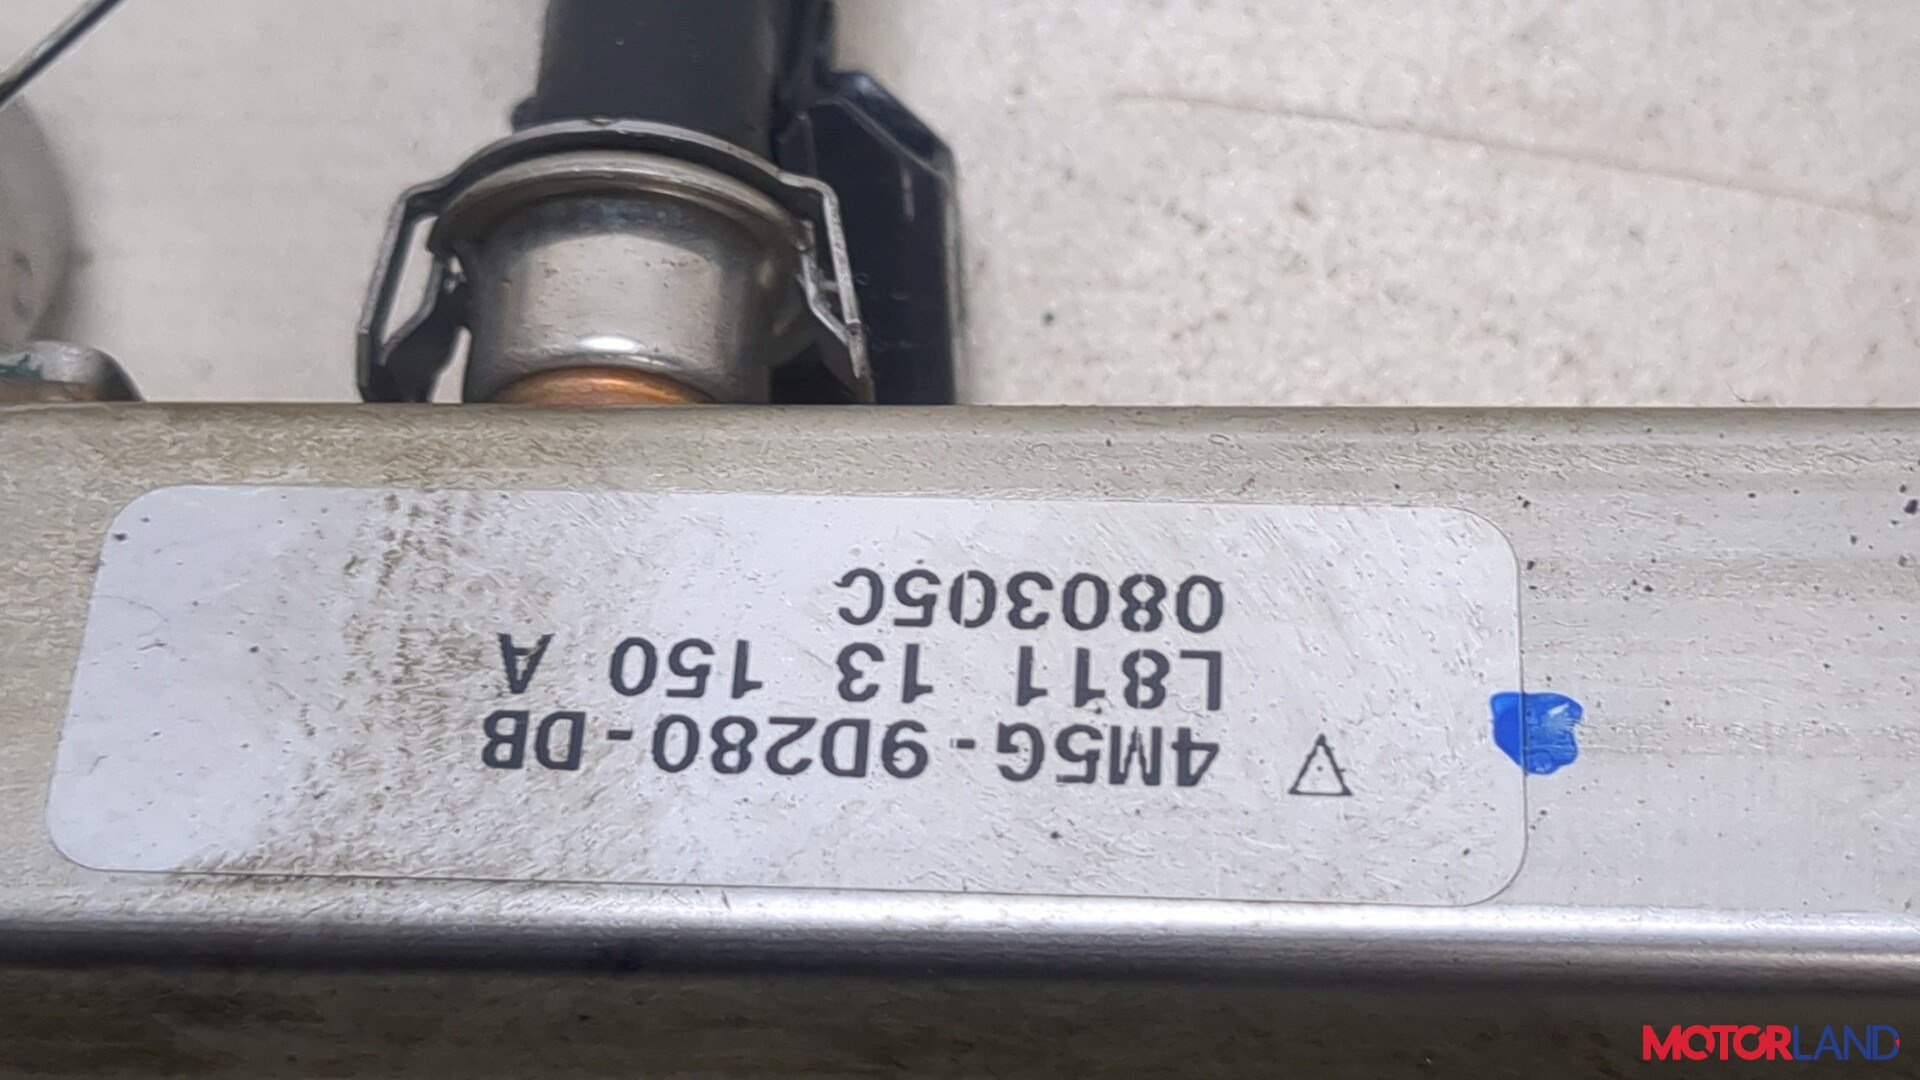 4M5G-9D280-DB
L811 13 150 A
080305C
MOTORLAND